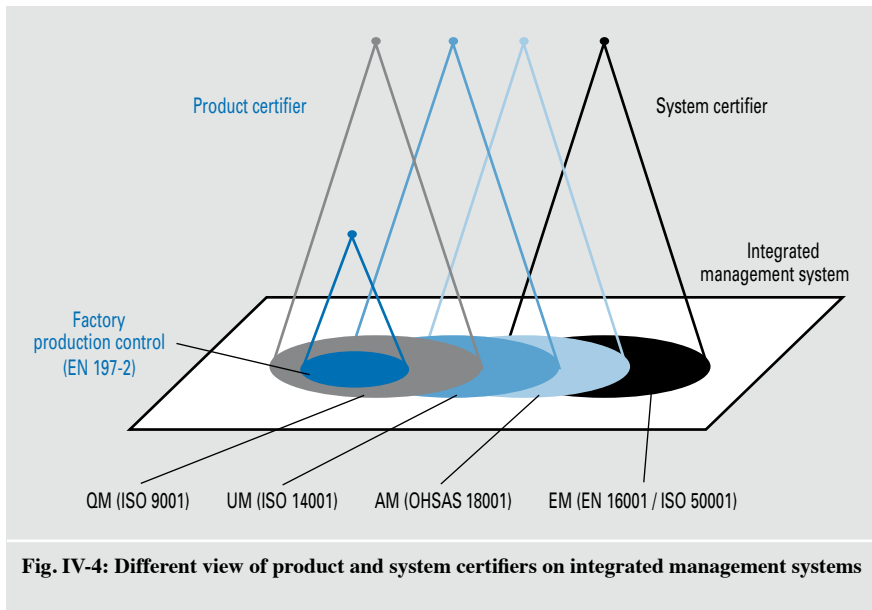 Product certifier
System certifier
Integrated
management system
Factory
production control
(EN 197-2)
QM (ISO 9001)
UM (ISO 14001)
AM (OHSAS 18001)
EM (EN 16001 / ISO 50001)
Fig. IV-4: Different view of product and system certifiers on integrated management systems